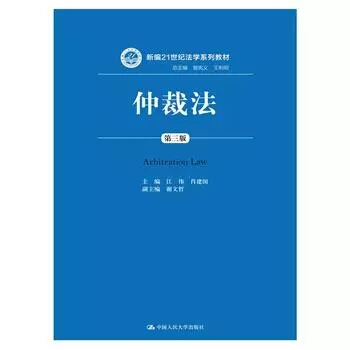 新编21世纪法学系列教材
总主编 曾宪义 王利明
仲裁法
第三版
Arbitration Law
主 编 江 伟 肖建国
副主编 谢文哲
中国人民大学出版社